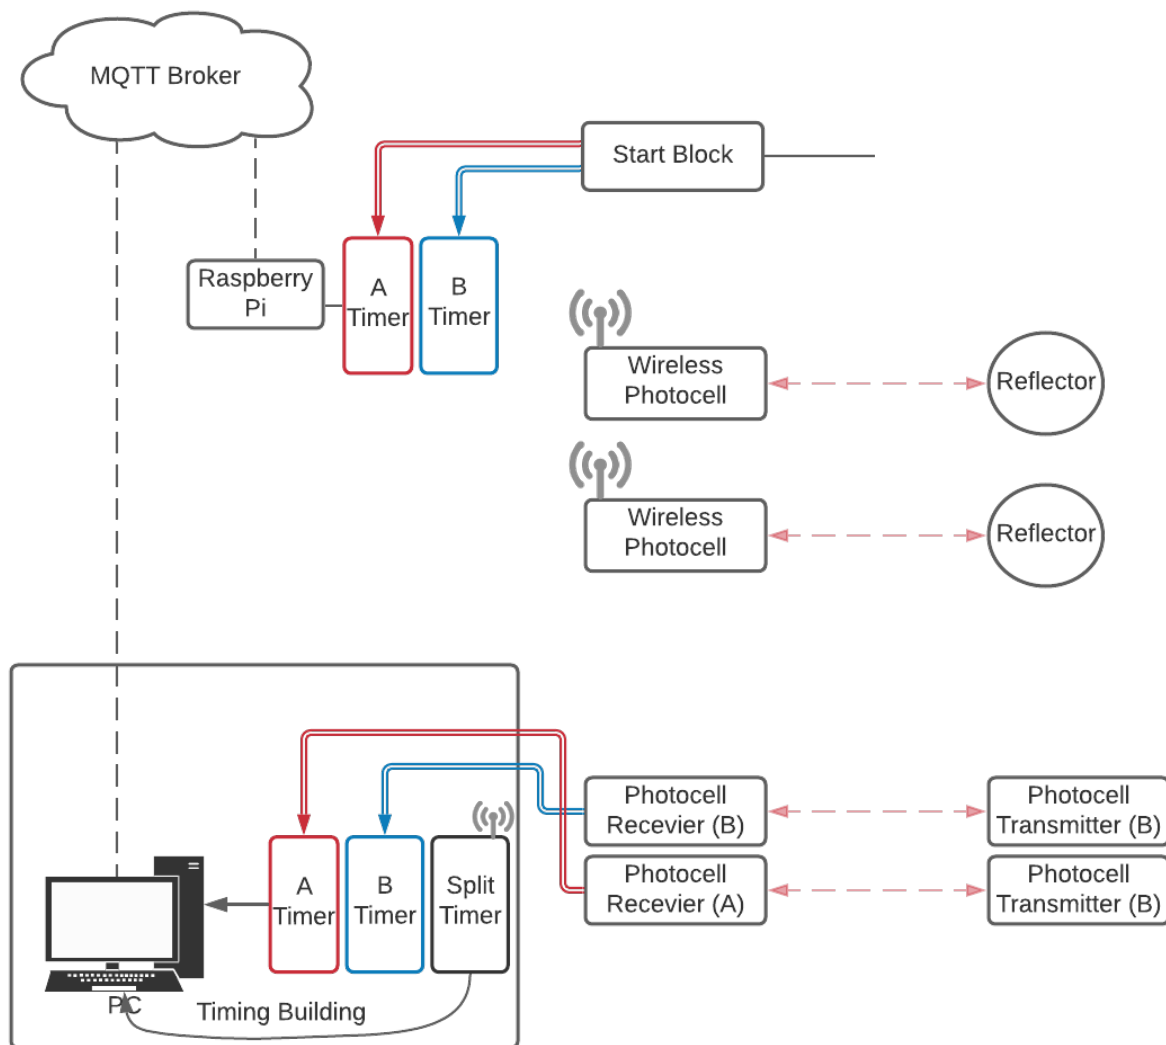 MQTT Broker
Start Block
Raspberry
Pi
A
Timer
B
Timer
Wireless
Photocell
Reflector
Wireless
Photocell
Reflector
Photocell
Recevier (B)
Photocell
Transmitter (B)
A
Timer
B
Timer
Split
Timer
Photocell
Recevier (A)
Photocell
Transmitter (B)
PC
Timing Building